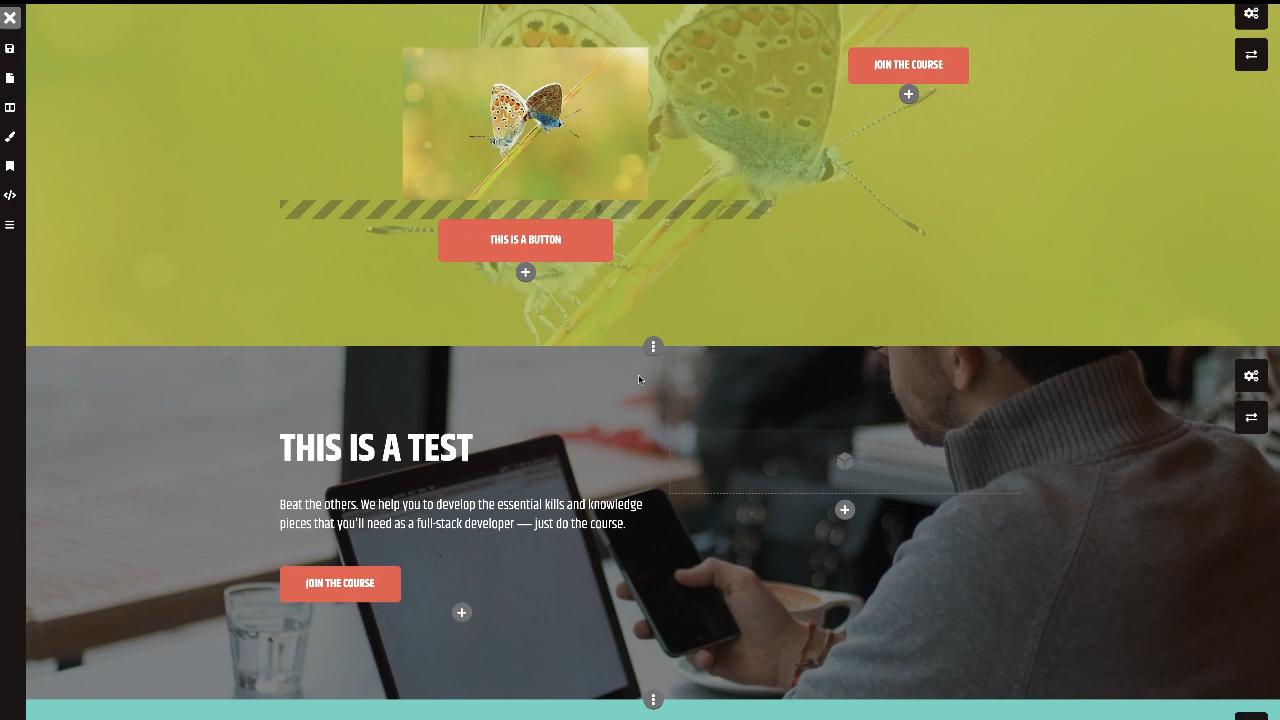 JOIN THE COURSE
THIS IS A BUTTON
THIS IS A TEST
Beat the others. We help you to develop the essential kills and knowledge
pieces that you'll need as a full-stack developer — just do the course.
JOIN THE COURSE